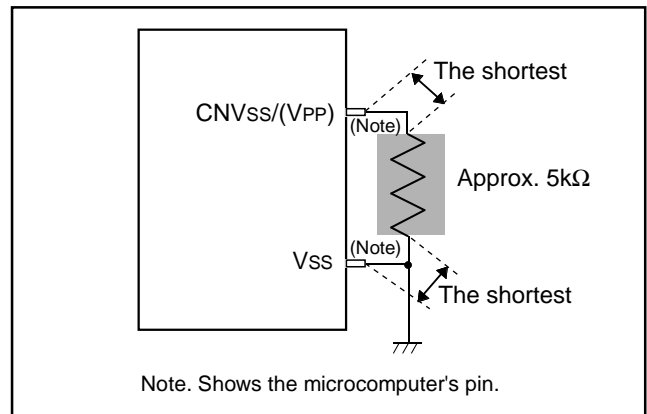 The shortest
CNVSS/(VPP)
(Note)
Approx. 5kΩ
(Note)
VSS
The shortest
Note. Shows the microcomputer's pin.